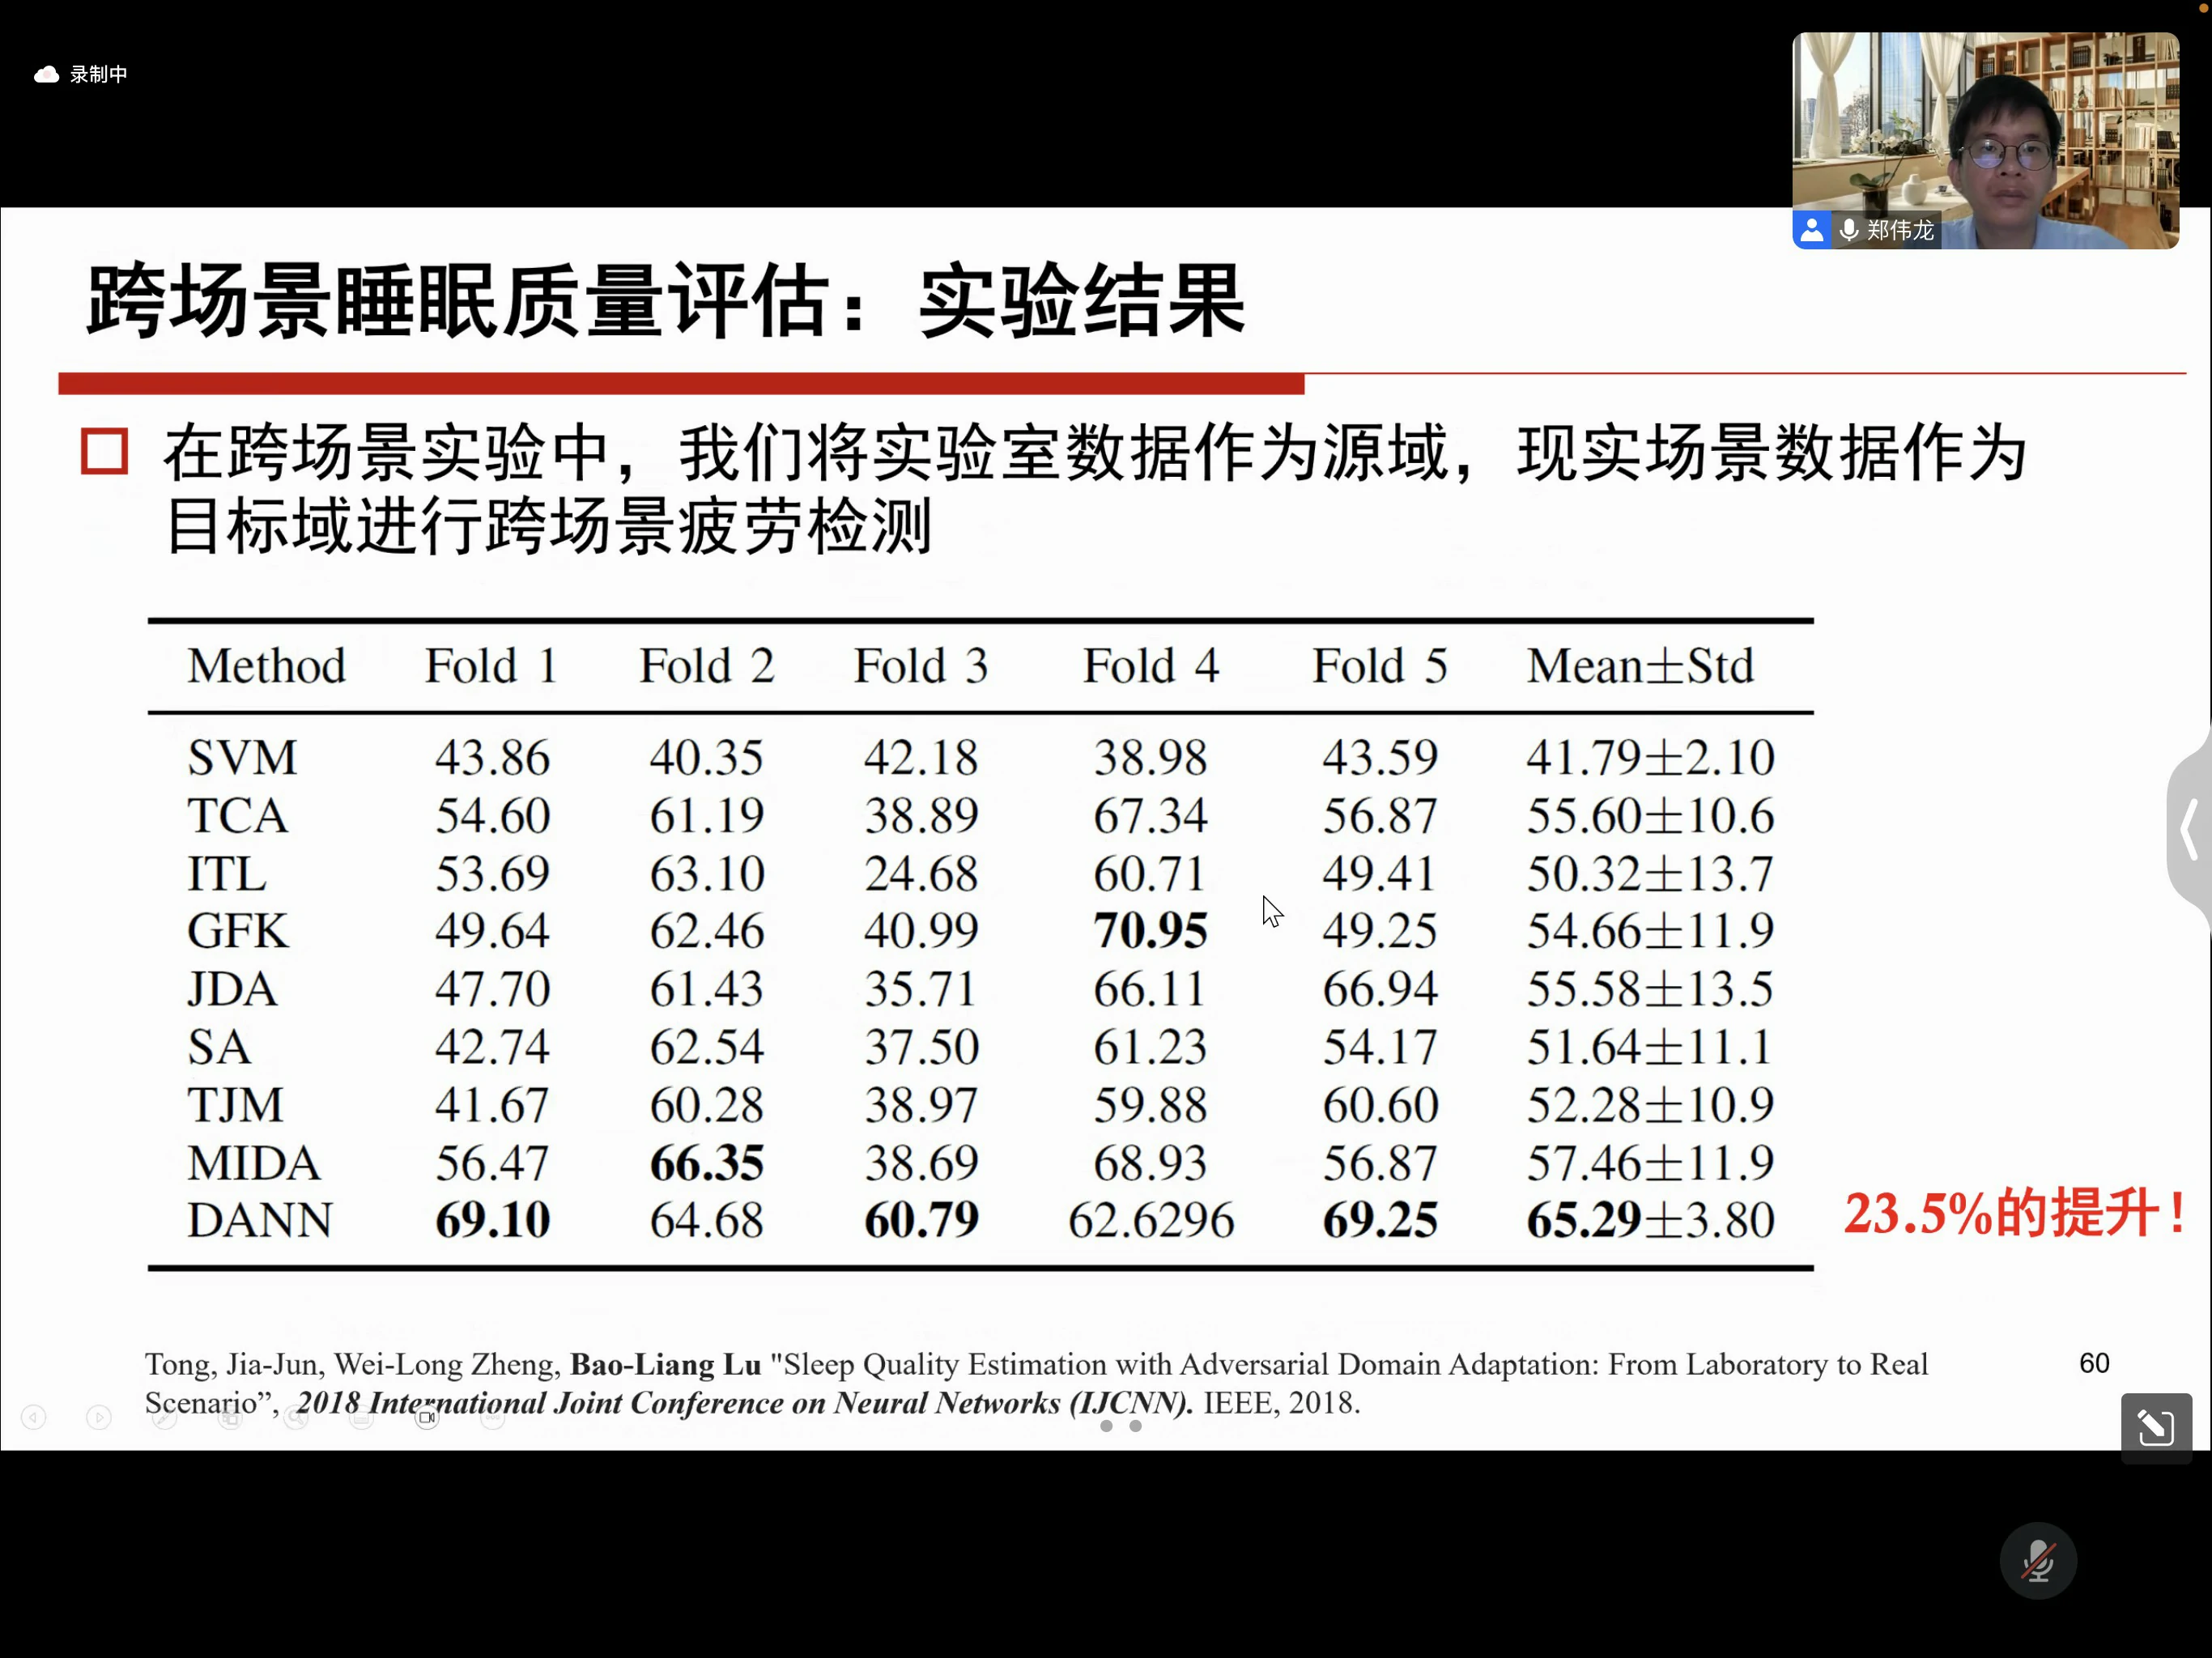 录制中
郑伟龙
跨场景睡眠质量评估：实验结果
在跨场景实验中，我们将实验室数据作为源域，现实场景数据作为
目标域进行跨场景疲劳检测
Method Fold 1 Fold 2 Fold 3 Fold 4 Fold 5 Mean±Std
SVM 43.86 40.35 42.18 38.98 43.59 41.79±2.10
TCA 54.60 61.19 38.89 67.34 56.87 55.60±10.6
ITL 53.69 63.10 24.68 60.71 49.41 50.32±13.7
GFK 49.64 62.46 40.99 70.95 49.25 54.66±11.9
JDA 47.70 61.43 35.71 66.11 66.94 55.58±13.5
SA 42.74 62.54 37.50 61.23 54.17 51.64±11.1
TJM 41.67 60.28 38.97 59.88 60.60 52.28±10.9
MIDA 56.47 66.35 38.69 68.93 56.87 57.46±11.9
DANN 69.10 64.68 60.79 62.6296 69.25 65.29±3.80
23.5%的提升！
Tong, Jia-Jun, Wei-Long Zheng, Bao-Liang Lu "Sleep Quality Estimation with Adversarial Domain Adaptation: From Laboratory to Real
Scenario”, 2018 International Joint Conference on Neural Networks (IJCNN). IEEE, 2018.
60